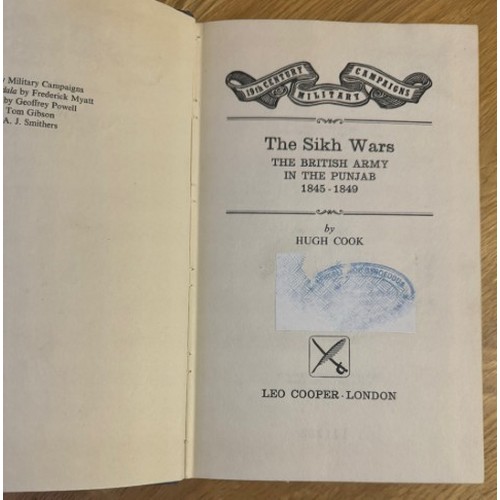 y Military Campaigns
dala by Frederick Myatt
by Geoffrey Powell
Tom Gibson
A. J. Smithers
19th CENTURY MILITARY CAMPAIGNS
The Sikh Wars
THE BRITISH ARMY
IN THE PUNJAB
1845 - 1849
by
HUGH COOK
LEO COOPER · LONDON